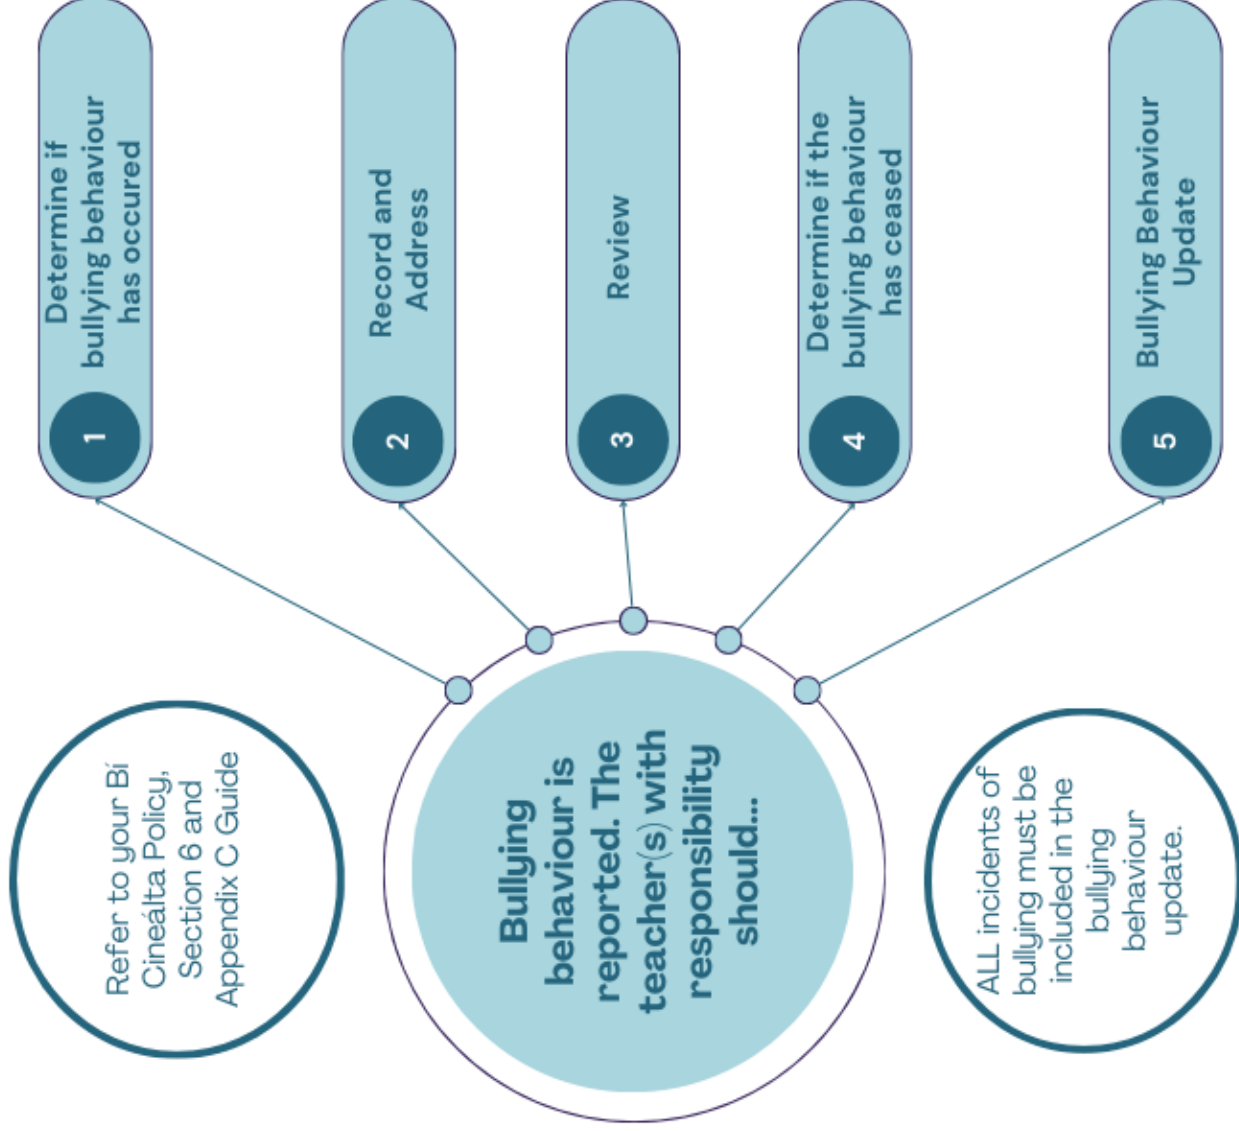 Refer to your Bí
Cineálta Policy,
Section 6 and
Appendix C Guide
Bullying
behaviour is
reported. The
teacher(s) with
responsibility
should...
ALL incidents of
bullying must be
included in the
bullying
behaviour
update.
1
Determine if
bullying behaviour
has occured
2
Record and
Address
3
Review
4
Determine if the
bullying behaviour
has ceased
5
Bullying Behaviour
Update